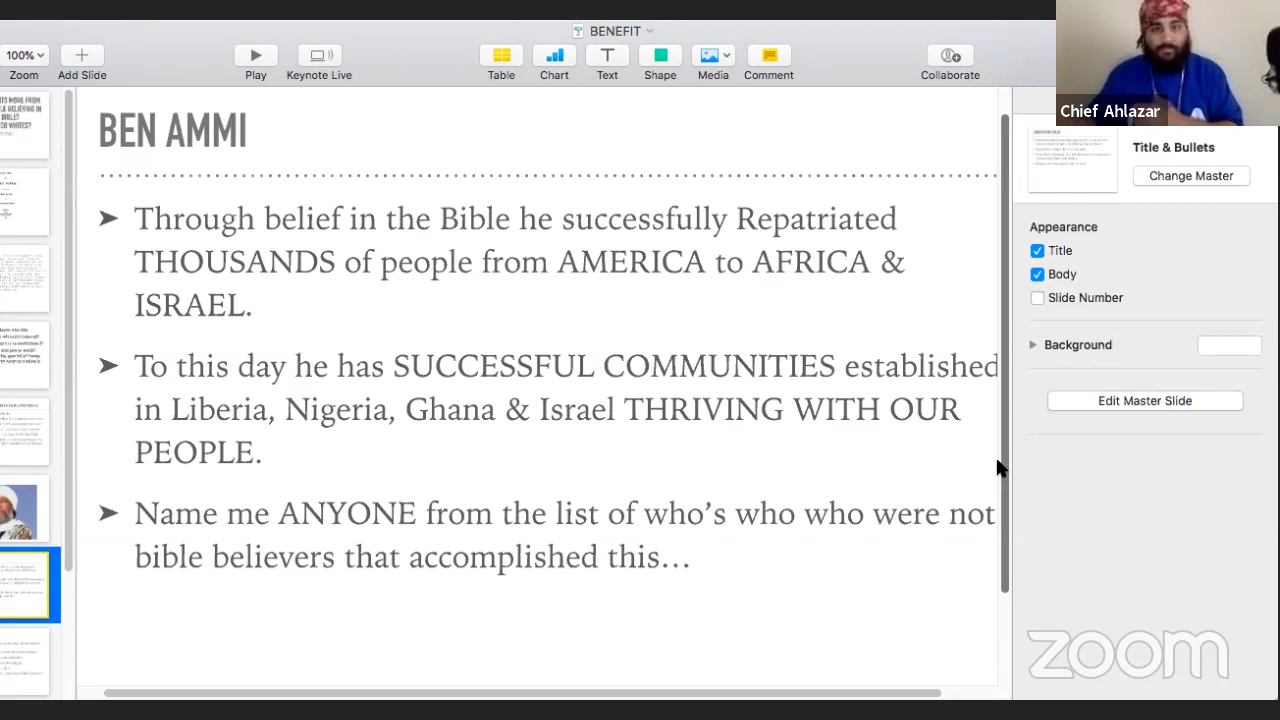 BENEFIT
100%
Zoom
Add Slide
Play
Keynote Live
Table
Chart
Text
Shape
Media
Comment
Collaborate
Chief Ahlazar
BEN AMMI
➤ Through belief in the Bible he successfully Repatriated
THOUSANDS of people from AMERICA to AFRICA &
ISRAEL.
➤ To this day he has SUCCESSFUL COMMUNITIES established
in Liberia, Nigeria, Ghana & Israel THRIVING WITH OUR
PEOPLE.
➤ Name me ANYONE from the list of who's who who were not
bible believers that accomplished this...
Title & Bullets
Change Master
Appearance
Title
Body
Slide Number
Background
Edit Master Slide
zoom